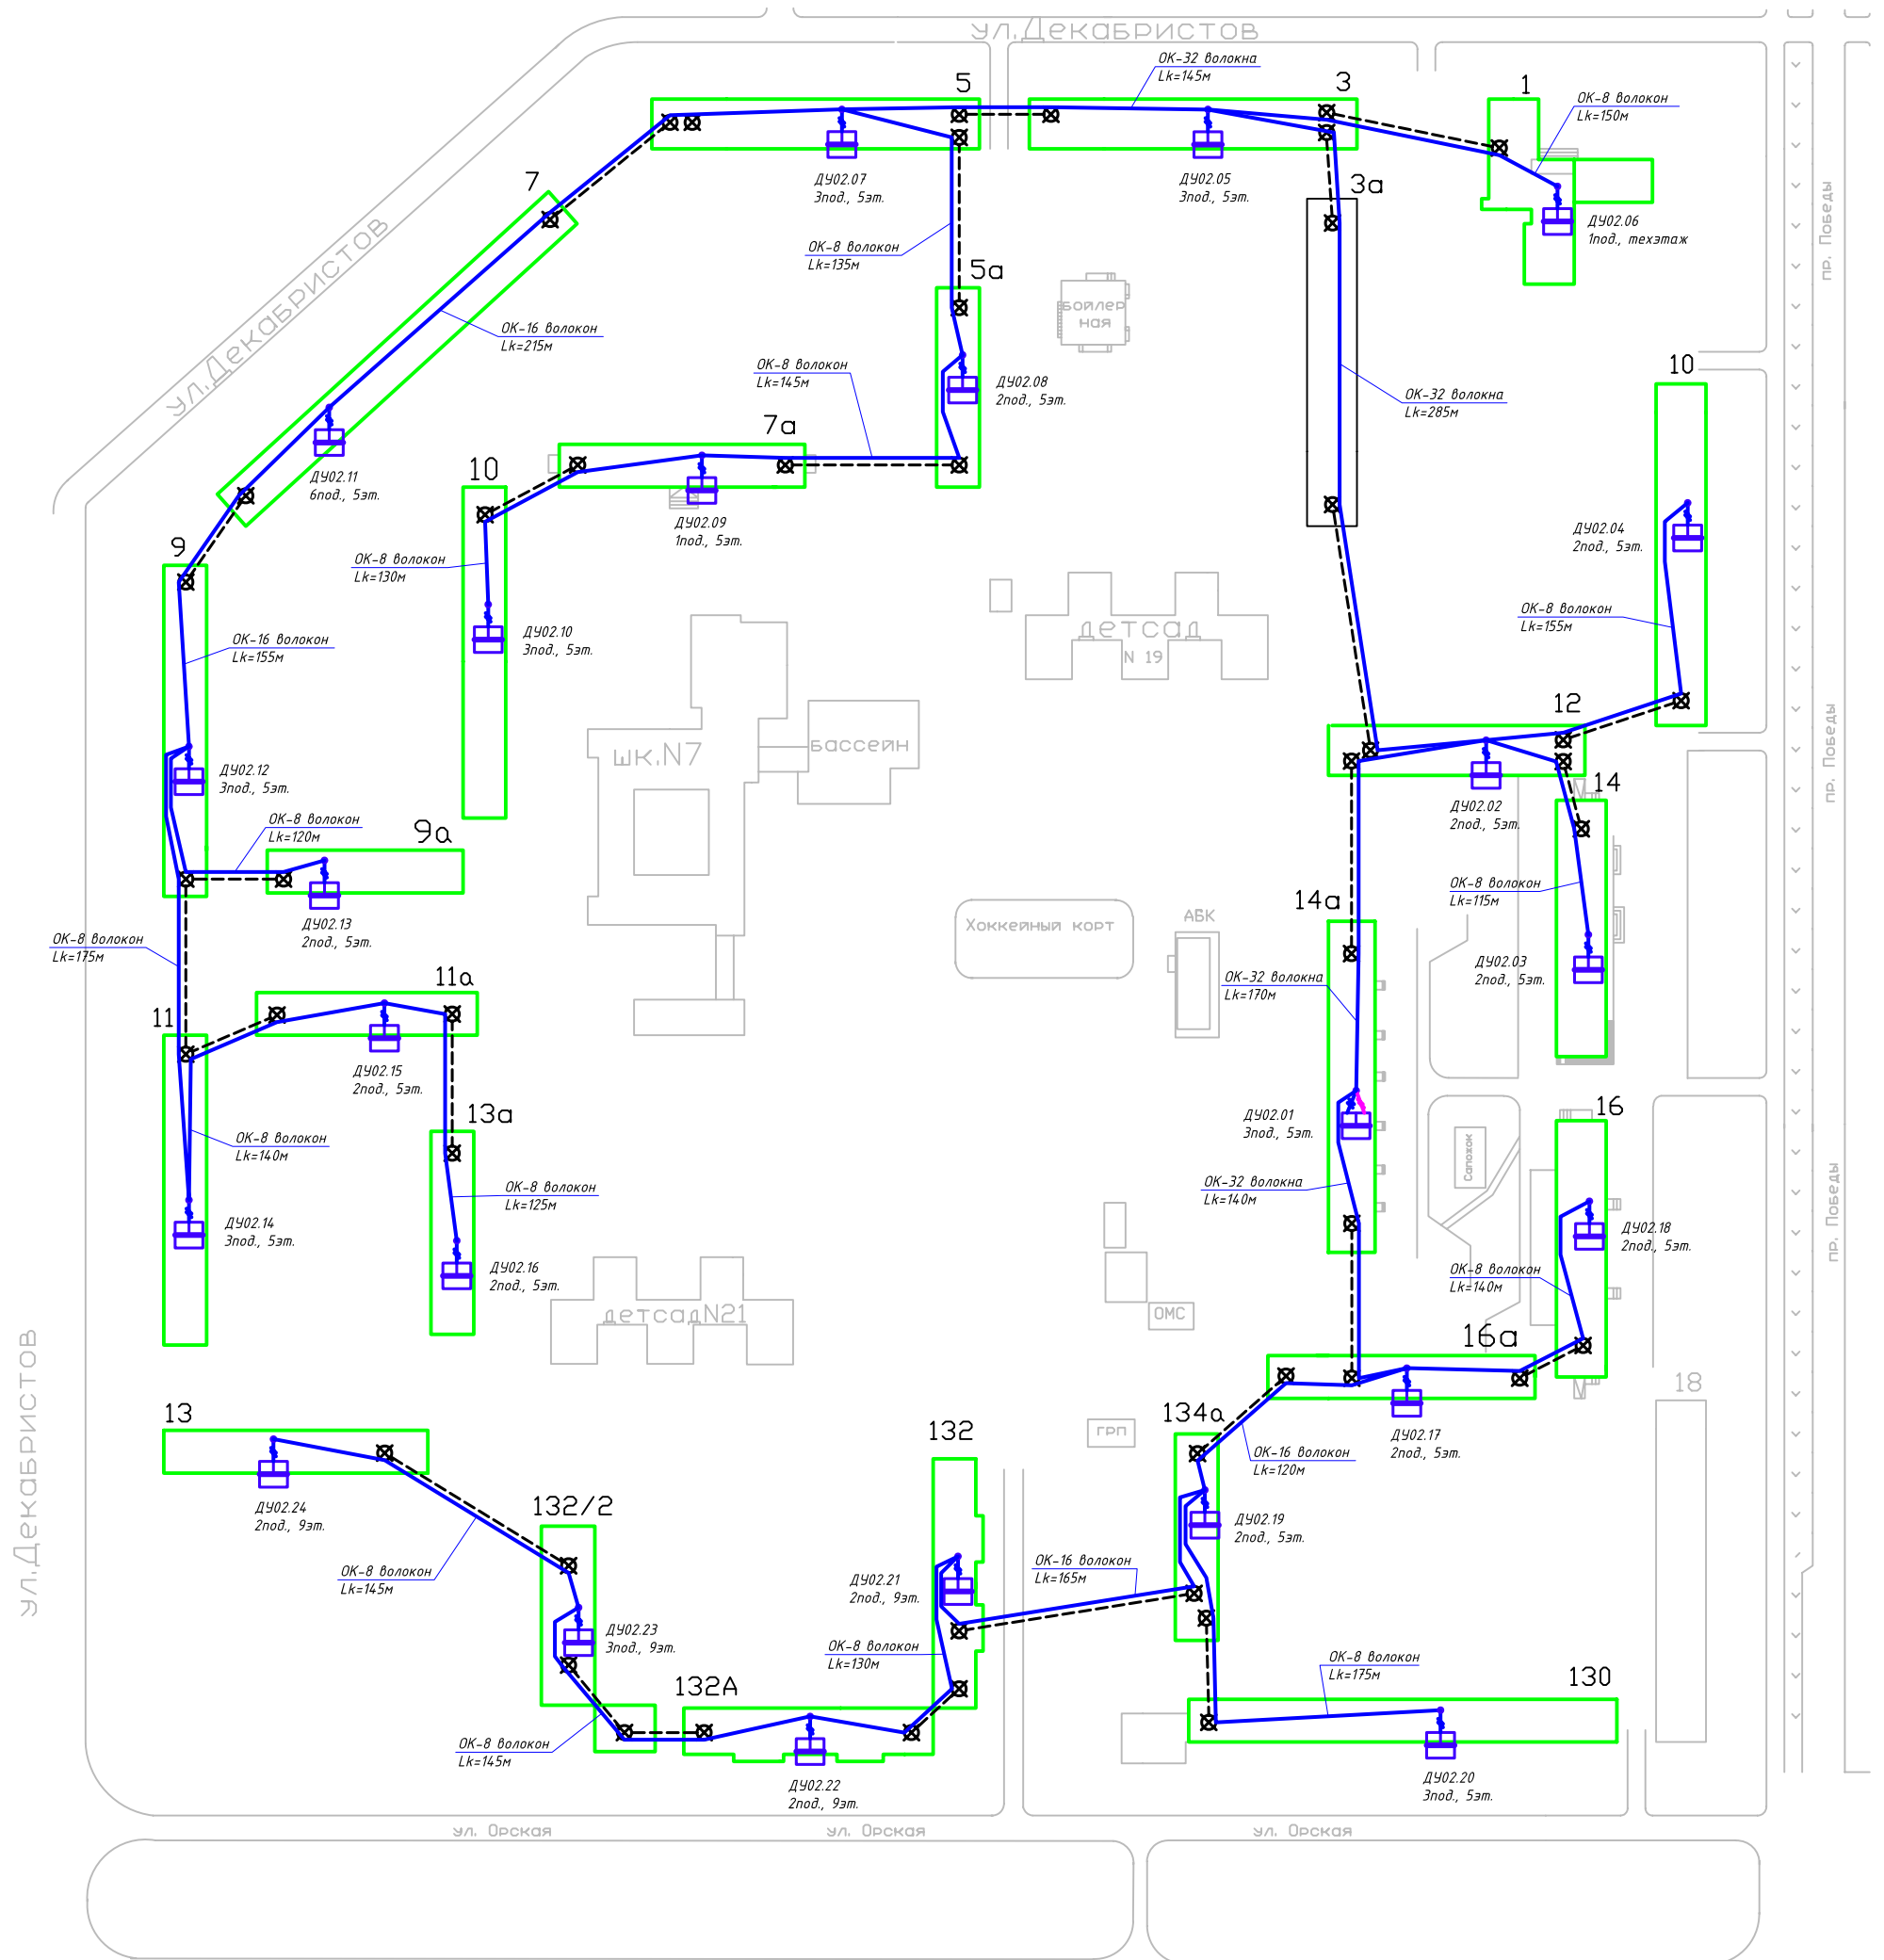 ул.Декабристов
ОК-32 волокна
Lк=145м
5
3
1
ОК-8 волокон
Lк=150м
7
ДУ02.07
3под., 5эт.
ДУ02.05
3под., 5эт.
3а
ДУ02.06
1под., техэтаж
пр. Победы
ул.Декабристов
ОК-8 волокон
Lк=135м
5а
Бойлер
ная
ОК-16 волокон
Lк=215м
ОК-8 волокон
Lк=145м
ДУ02.08
2под., 5эт.
ОК-32 волокна
Lк=285м
10
7а
10
ДУ02.11
6под., 5эт.
ДУ02.09
1под., 5эт.
ДУ02.04
2под., 5эт.
9
ОК-8 волокон
Lк=130м
ОК-16 волокон
Lк=155м
ДУ02.10
3под., 5эт.
детсад
N 19
ОК-8 волокон
Lк=155м
12
пр. Победы
шк.N7
бассейн
ДУ02.12
3под., 5эт.
14
ДУ02.02
2под., 5эт.
ОК-8 волокон
Lк=120м
9а
ОК-8 волокон
Lк=115м
14а
ДУ02.13
2под., 5эт.
Хоккейный корт
АБК
ОК-8 волокон
Lк=175м
ДУ02.03
2под., 5эт.
11а
ОК-32 волокна
Lк=170м
11
ДУ02.15
2под., 5эт.
13а
16
ДУ02.01
3под., 5эт.
Сапожок
пр. Победы
ОК-8 волокон
Lк=140м
ОК-8 волокон
Lк=125м
ОК-32 волокна
Lк=140м
ДУ02.14
3под., 5эт.
ДУ02.18
2под., 5эт.
ДУ02.16
2под., 5эт.
ОК-8 волокон
Lк=140м
детсадN21
ОМС
16а
ул.Декабристов
18
13
132
134а
ГРП
ДУ02.17
2под., 5эт.
ОК-16 волокон
Lк=120м
ДУ02.24
2под., 9эт.
132/2
ДУ02.19
2под., 5эт.
ОК-8 волокон
Lк=145м
ДУ02.21
2под., 9эт.
ОК-16 волокон
Lк=165м
ДУ02.23
3под., 9эт.
ОК-8 волокон
Lк=130м
132А
ОК-8 волокон
Lк=175м
130
ОК-8 волокон
Lк=145м
ДУ02.22
2под., 9эт.
ДУ02.20
3под., 5эт.
ул. Орская
ул. Орская
ул. Орская